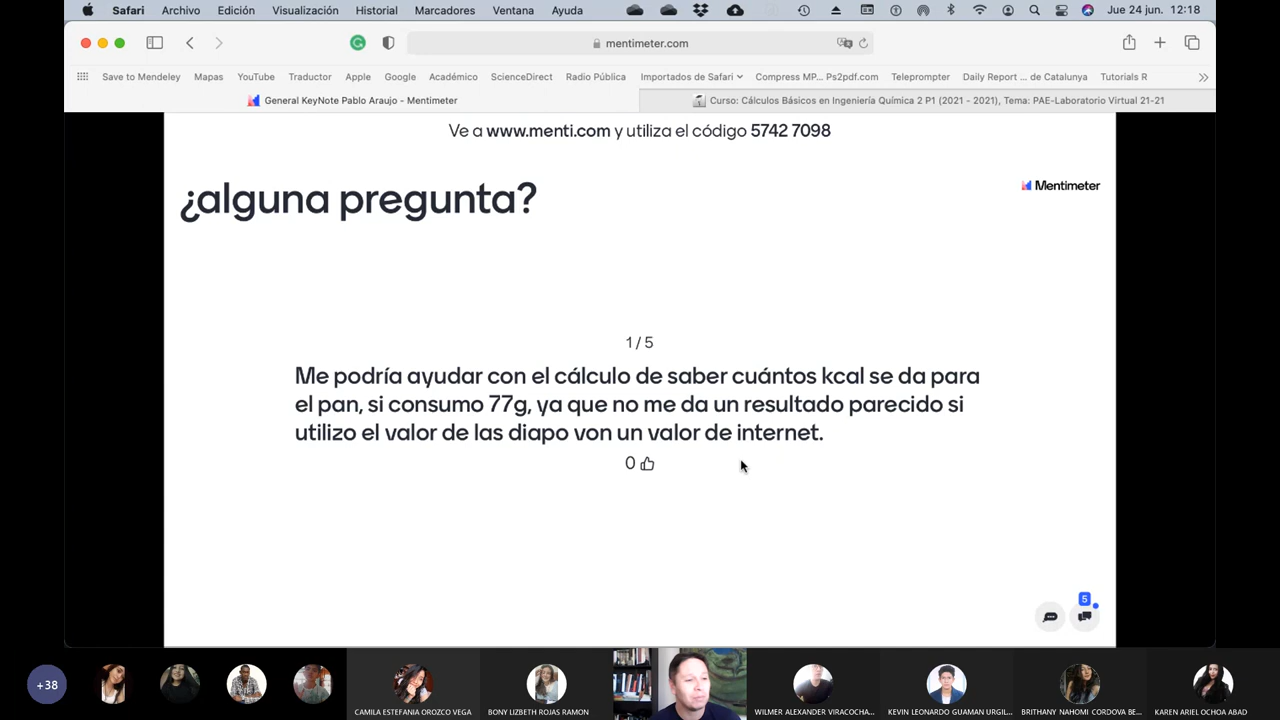 Safari Archivo Edición Visualización Historial Marcadores Ventana Ayuda Jue 24 jun. 12:18
mentimeter.com
Save to Mendeley Mapas YouTube Traductor Apple Google Académico ScienceDirect Radio Pública Importados de Safari Compress MP... Ps2pdf.com Teleprompter Daily Report ... de Catalunya Tutorials R
General KeyNote Pablo Araujo - Mentimeter Curso: Cálculos Básicos en Ingeniería Química 2 P1 (2021 - 2021), Tema: PAE-Laboratorio Virtual 21-21
Ve a www.menti.com y utiliza el código 5742 7098
Mentimeter
¿alguna pregunta?
1 / 5
Me podría ayudar con el cálculo de saber cuántos kcal se da para
el pan, si consumo 77g, ya que no me da un resultado parecido si
utilizo el valor de las diapo von un valor de internet.
0
5
+38
CAMILA ESTEFANIA OROZCO VEGA BONY LIZBETH ROJAS RAMON WILMER ALEXANDER VIRACOCHA... KEVIN LEONARDO GUAMAN URGIL... BRITHANY NAHOMI CORDOVA BE... KAREN ARIEL OCHOA ABAD